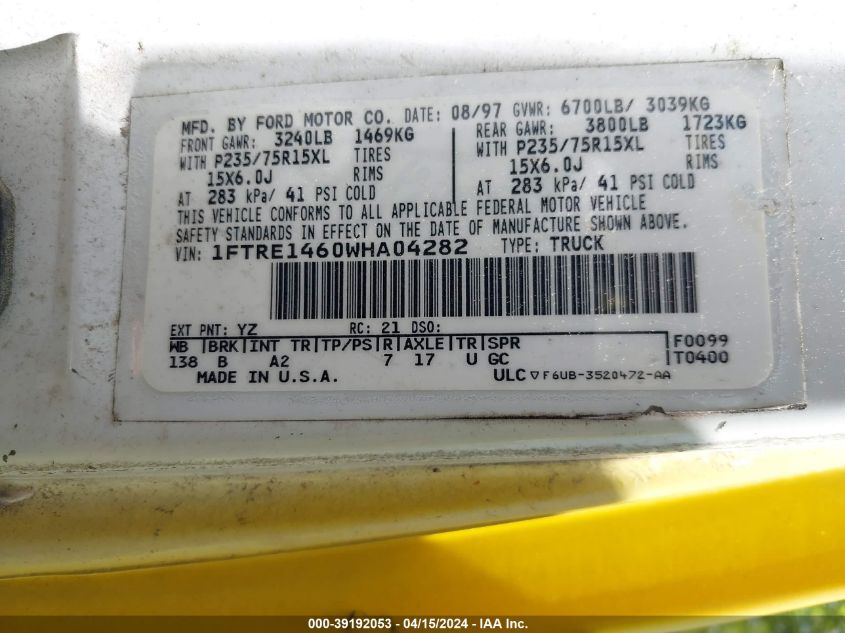 MFD. BY FORD MOTOR CO. DATE: 08/97 GVWR: 6700LB/ 3039KG
FRONT GAWR: 3240LB 1469KG
WITH P235/75R15XL TIRES
15X6.0J RIMS
AT 283 kPa/ 41 PSI COLD
REAR GAWR: 3800LB 1723KG
WITH P235/75R15XL TIRES
15X6.0J RIMS
AT 283 kPa/ 41 PSI COLD
THIS VEHICLE CONFORMS TO ALL APPLICABLE FEDERAL MOTOR VEHICLE
SAFETY STANDARDS IN EFFECT ON THE DATE OF MANUFACTURE SHOWN ABOVE.
VIN: 1FTRE1460WHA04282 TYPE: TRUCK
EXT PNT: YZ RC: 21 DSO:
WB |BRK|INT TR|TP/PS|R|AXLE|TR|SPR |F0099
138 B A2 7 17 U GC |T0400
MADE IN U.S.A. ULC ▽F6UB-3520472-AA
000-39192053 - 04/15/2024 - IAA Inc.